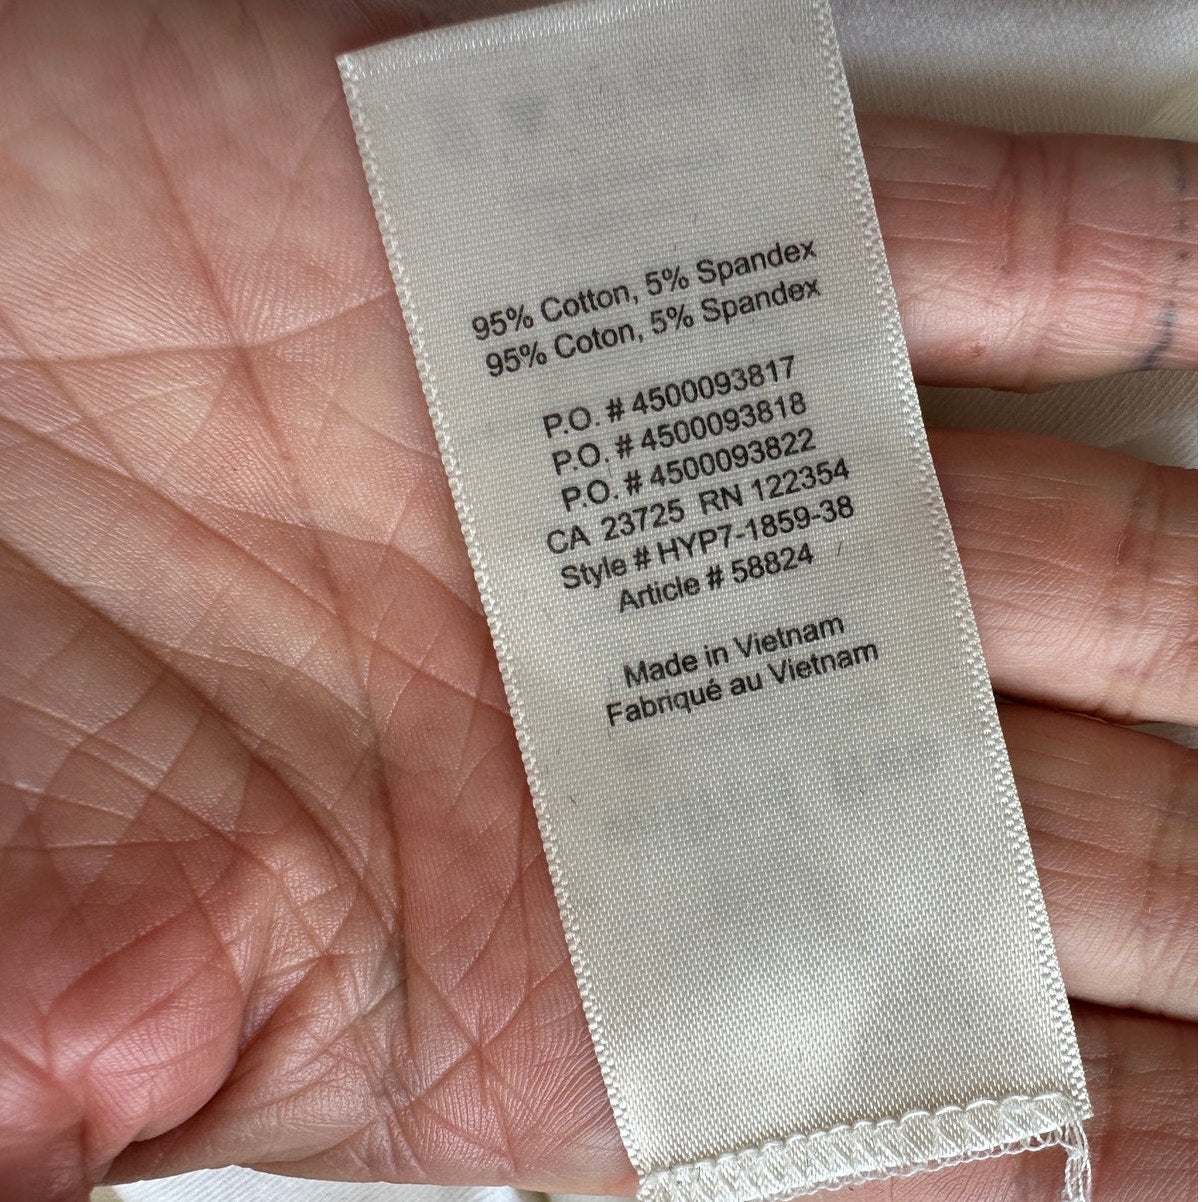 95% Cotton, 5% Spandex
95% Coton, 5% Spandex
P.O. # 4500093817
P.O. # 4500093818
P.O. # 4500093822
CA 23725 RN 122354
Style # HYP7-1859-38
Article # 58824
Made in Vietnam
Fabriqué au Vietnam